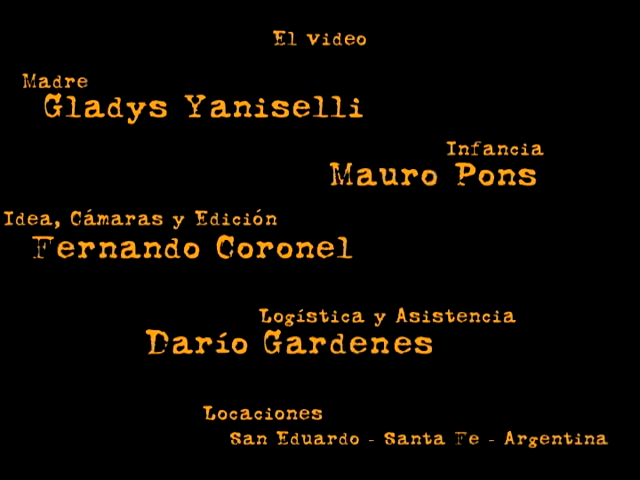 El video
Madre
Gladys Yaniselli
Infancia
Mauro Pons
Idea, Cámaras y Edición
Fernando Coronel
Logística y Asistencia
Darío Gardenes
Locaciones
San Eduardo - Santa Fe - Argentina